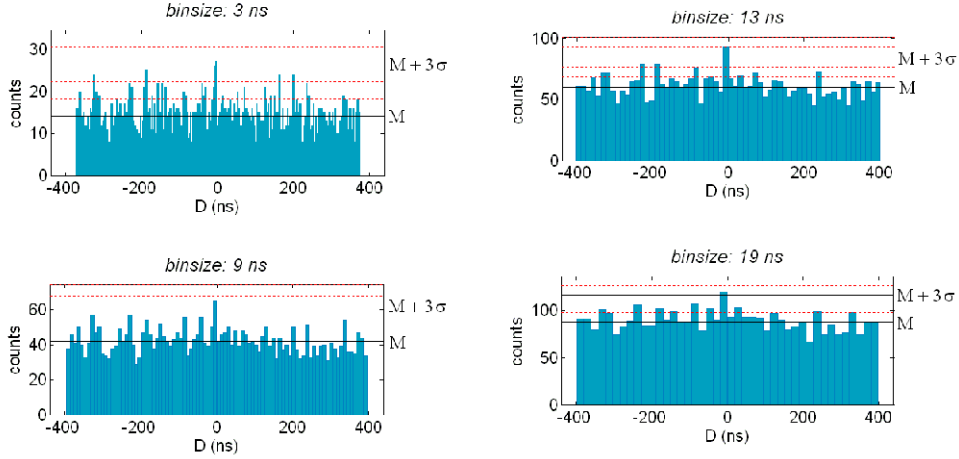 binsize: 3 ns
counts
30
20
10
0
-400
-200
0
200
400
D (ns)
M + 3σ
M
binsize: 13 ns
counts
100
50
0
-400
-200
0
200
400
D (ns)
M + 3σ
M
binsize: 9 ns
counts
60
40
20
0
-400
-200
0
200
400
D (ns)
M + 3σ
M
binsize: 19 ns
counts
100
50
0
-400
-200
0
200
400
D (ns)
M + 3σ
M